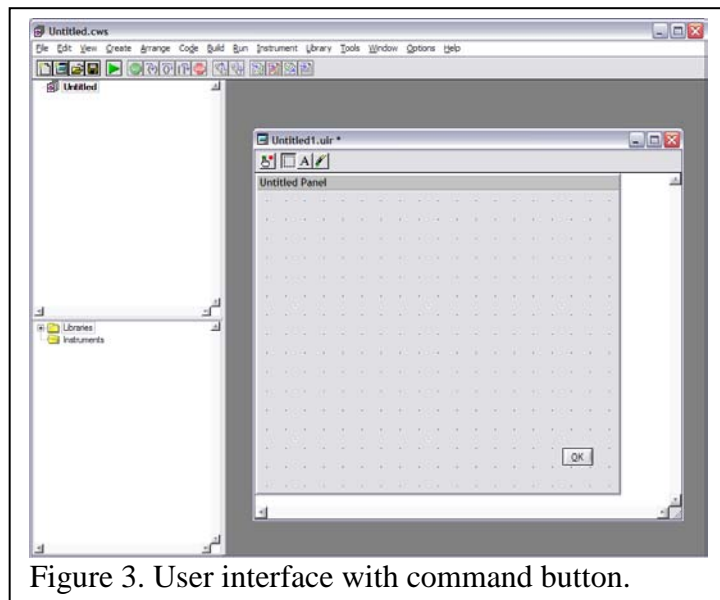 Untitled.cws
File Edit View Create Arrange Code Build Run Instrument Library Tools Window Options Help
Untitled
Untitled1.uir *
A
Untitled Panel
OK
Libraries
Instruments
Figure 3. User interface with command button.